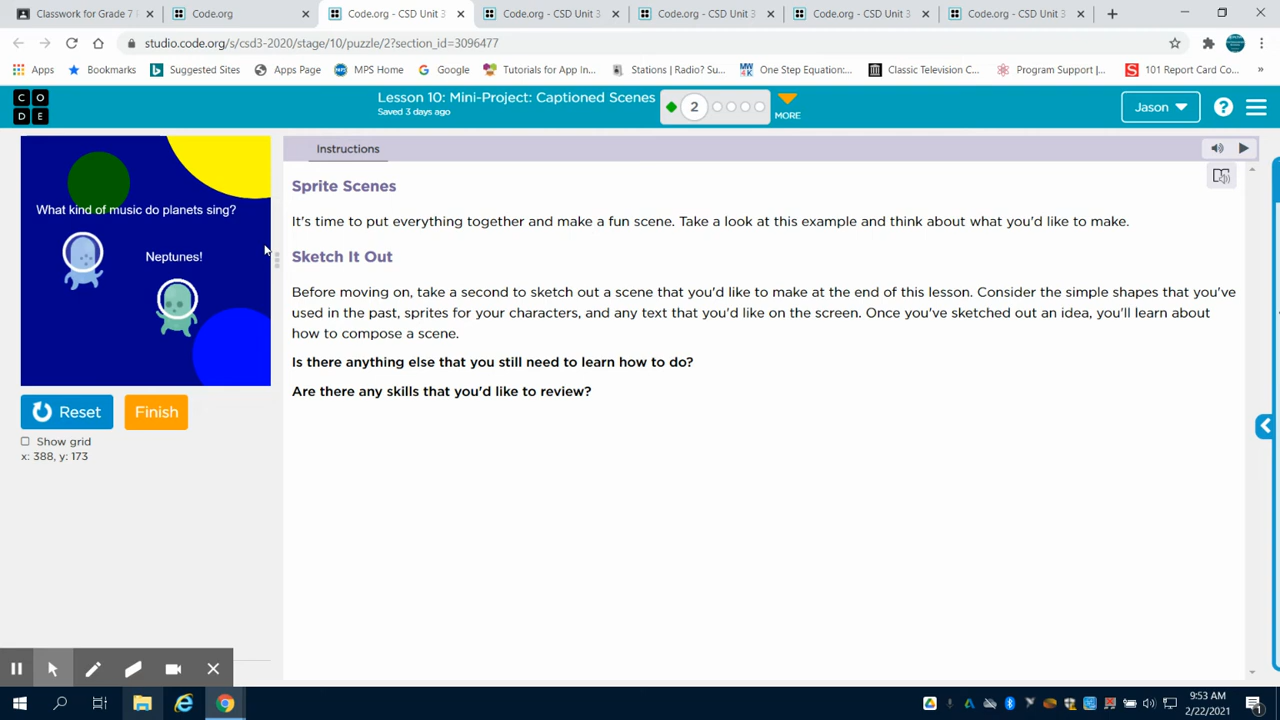 Classwork for Grade 7
Code.org
Code.org - CSD Unit 3
Code.org - CSD Unit 3
Code.org - CSD Unit 3
Code.org - CSD Unit 3
Code.org - CSD Unit 3
studio.code.org/s/csd3-2020/stage/10/puzzle/2?section_id=3096477
Apps
Bookmarks
Suggested Sites
Apps Page
MPS Home
Google
Tutorials for App In...
Stations | Radio? Su...
One Step Equation:...
Classic Television C...
Program Support |...
101 Report Card Co...
C O
D E
Lesson 10: Mini-Project: Captioned Scenes
Saved 3 days ago
2
MORE
Jason
?
Instructions
What kind of music do planets sing?
Neptunes!
Sprite Scenes
It's time to put everything together and make a fun scene. Take a look at this example and think about what you'd like to make.
Sketch It Out
Before moving on, take a second to sketch out a scene that you'd like to make at the end of this lesson. Consider the simple shapes that you've
used in the past, sprites for your characters, and any text that you'd like on the screen. Once you've sketched out an idea, you'll learn about
how to compose a scene.
Is there anything else that you still need to learn how to do?
Are there any skills that you'd like to review?
Reset
Finish
Show grid
x: 388, y: 173
9:53 AM
2/22/2021
1